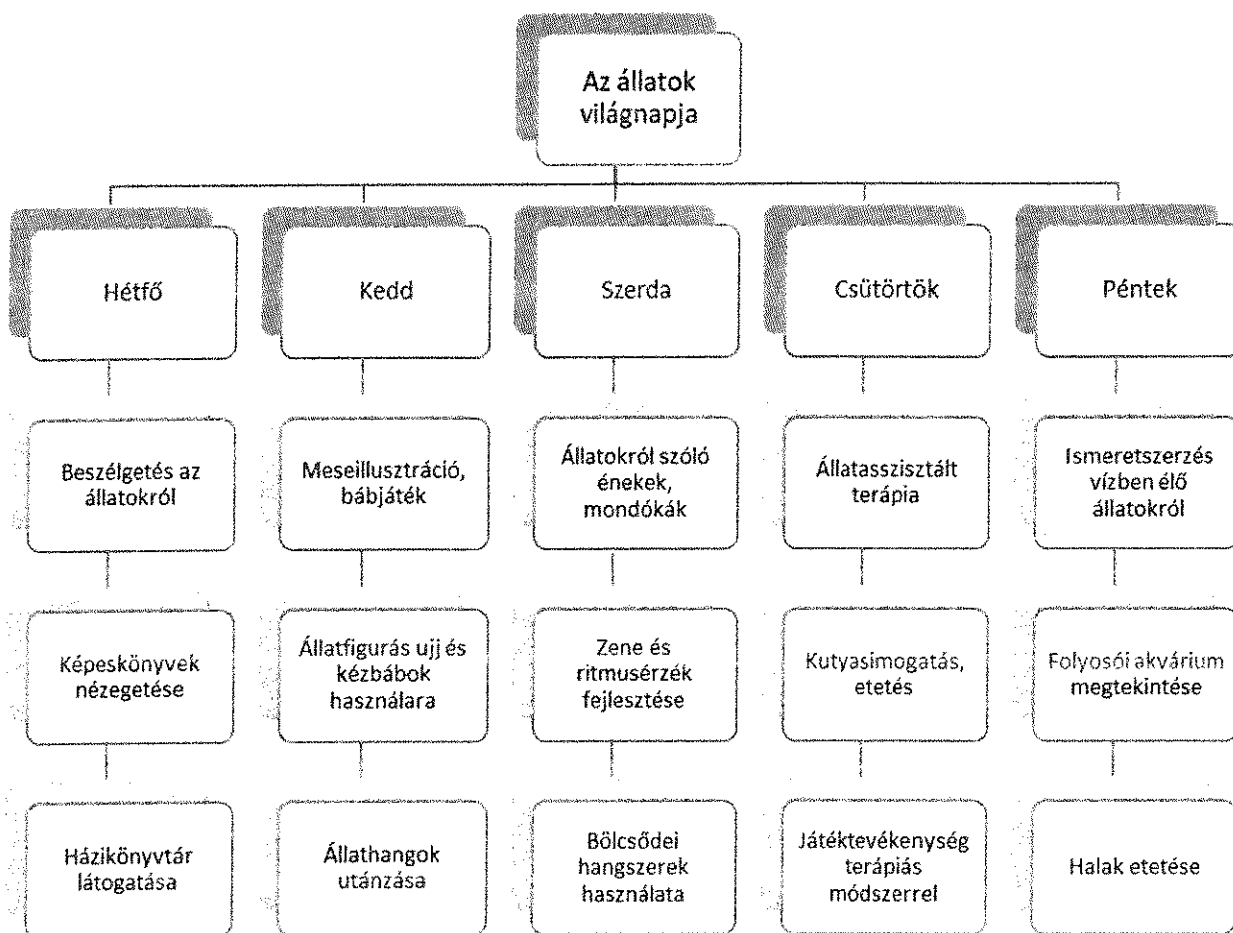 Az állatok
világnapja
Hétfő
Kedd
Szerda
Csütörtök
Péntek
Beszélgetés az
állatokról
Meseillusztráció,
bábjáték
Állatokról szóló
énekek,
mondókák
Állatasszisztált
terápia
Ismeretszerzés
vízben élő
állatokról
Képeskönyvek
nézegetése
Állatfigurás ujj és
kézbábok
használara
Zene és
ritmusérzék
fejlesztése
Kutyasimogatás,
etetés
Folyosói akvárium
megtekintése
Házikönyvtár
látogatása
Állathangok
utánzása
Bölcsődei
hangszerek
használata
Játéktevékenység
terápiás
módszerrel
Halak etetése